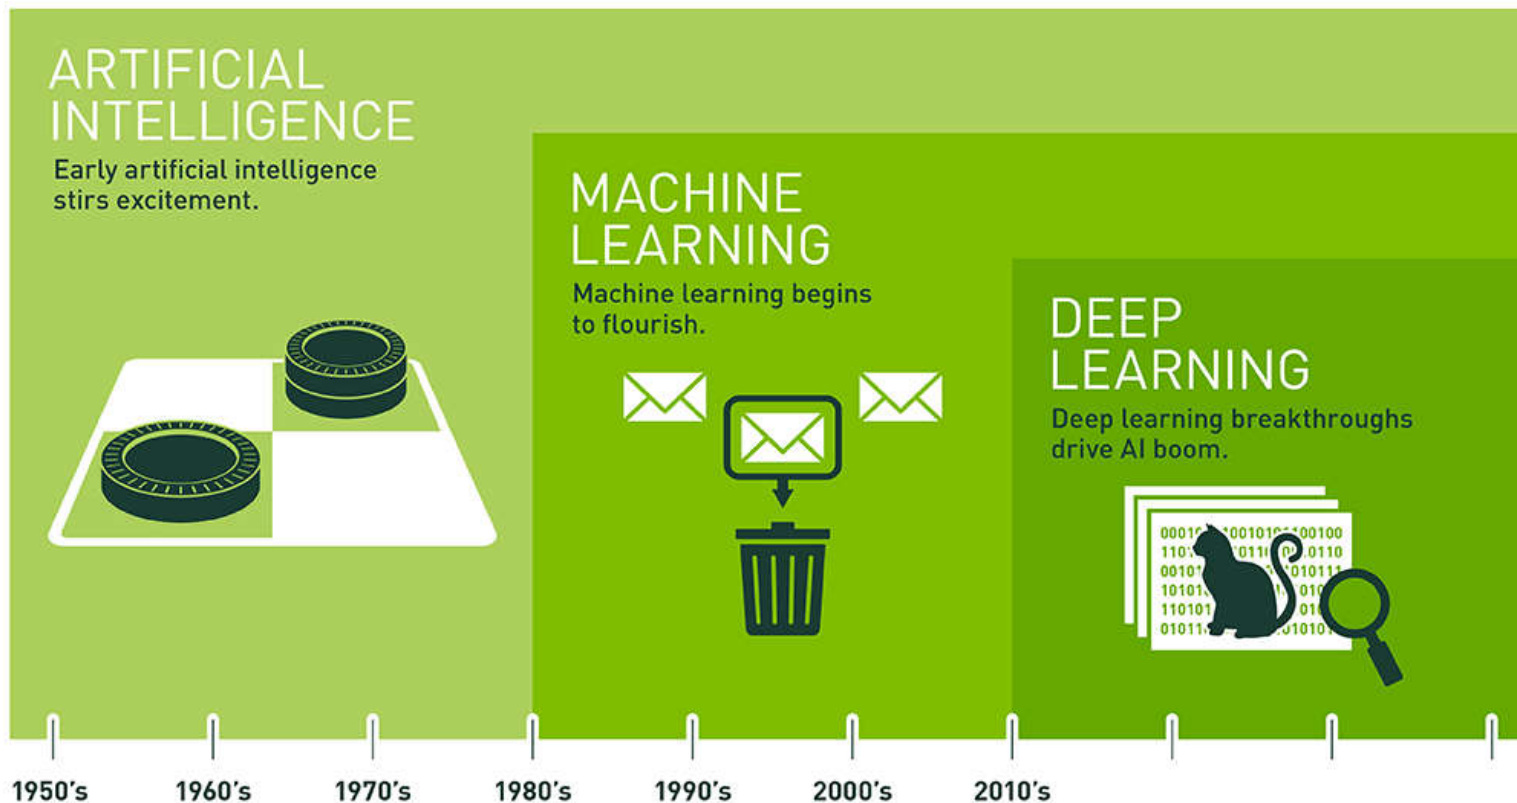 ARTIFICIAL
INTELLIGENCE
Early artificial intelligence
stirs excitement.
MACHINE
LEARNING
Machine learning begins
to flourish.
DEEP
LEARNING
Deep learning breakthroughs
drive AI boom.
1950's
1960's
1970's
1980's
1990's
2000's
2010's